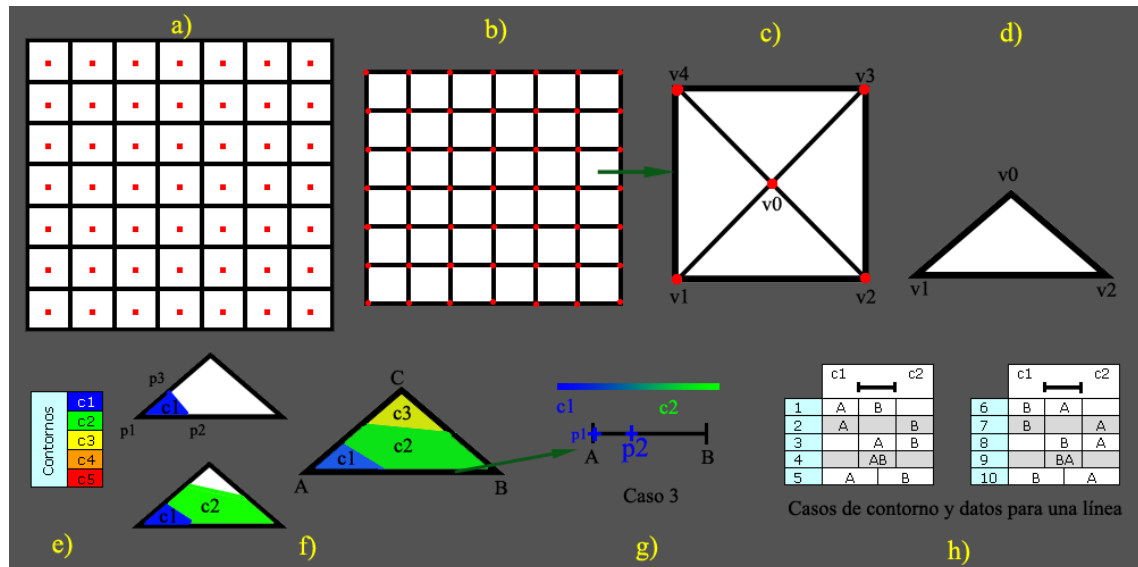 a)
b)
c)
d)
v4
v3
v0
v1
v2
v0
v1
v2
Contornos
c1
c2
c3
c4
c5
p3
c1
p1
p2
c2
c1
C
c3
c2
c1
A
B
c1
c2
p1
p2
A
B
Caso 3
c1 c2
1 A B
2 A B
3 A B
4 AB
5 A B
c1 c2
6 B A
7 B A
8 B A
9 BA
10 B A
Casos de contorno y datos para una línea
e)
f)
g)
h)